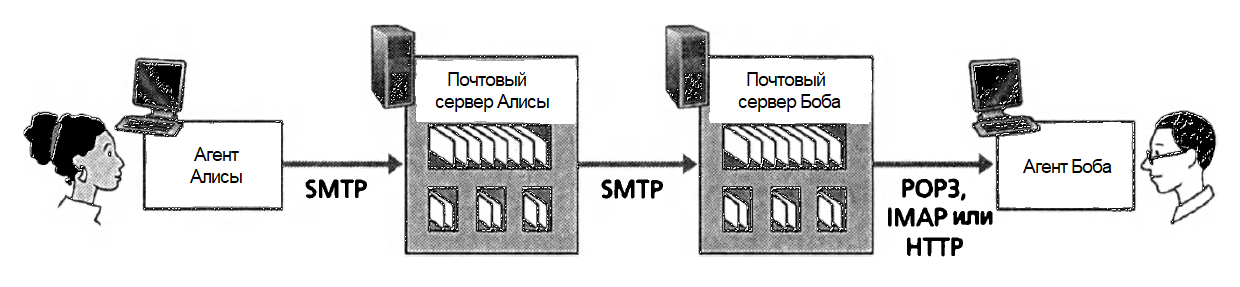 Агент
Алисы
SMTP
Почтовый
сервер Алисы
SMTP
Почтовый
сервер Боба
POP3,
IMAP или
HTTP
Агент Боба